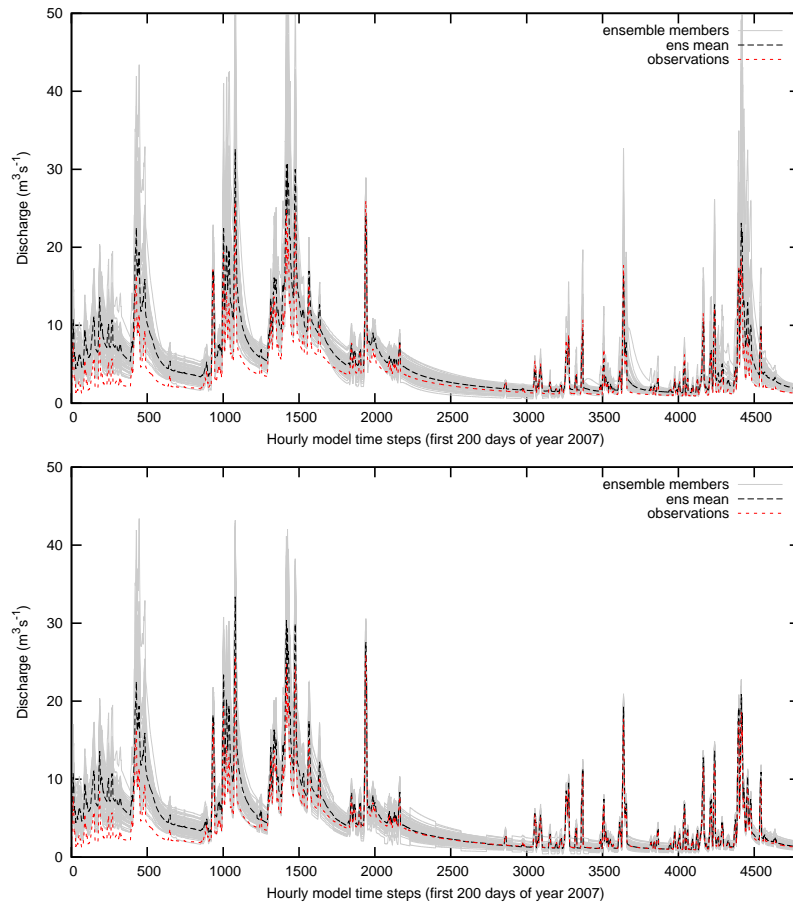 50
40
30
20
10
0
Discharge (m³s⁻¹)
ensemble members
ens mean
observations
0 500 1000 1500 2000 2500 3000 3500 4000 4500
Hourly model time steps (first 200 days of year 2007)
50
40
30
20
10
0
Discharge (m³s⁻¹)
ensemble members
ens mean
observations
0 500 1000 1500 2000 2500 3000 3500 4000 4500
Hourly model time steps (first 200 days of year 2007)